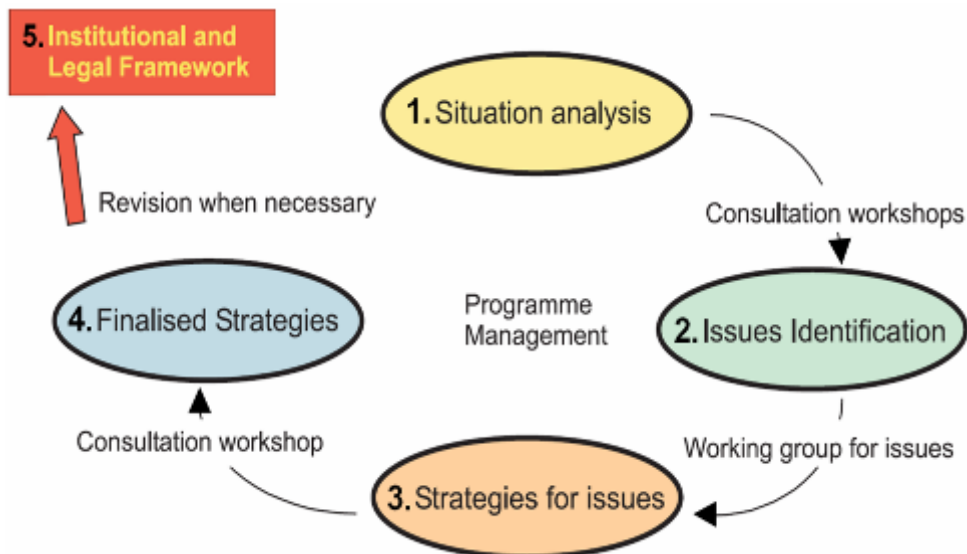 5. Institutional and
Legal Framework
1. Situation analysis
Revision when necessary
Consultation workshops
4. Finalised Strategies
Programme
Management
2. Issues Identification
Consultation workshop
Working group for issues
3. Strategies for issues